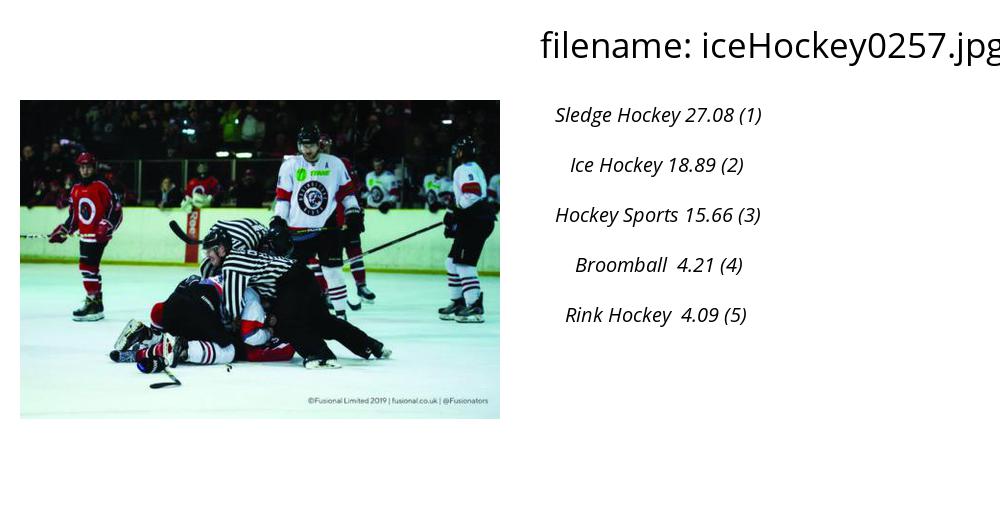 filename: iceHockey0257.jpg
Sledge Hockey 27.08 (1)
Ice Hockey 18.89 (2)
Hockey Sports 15.66 (3)
Broomball 4.21 (4)
Rink Hockey 4.09 (5)
©Fusional Limited 2019 | fusional.co.uk | @Fusionators